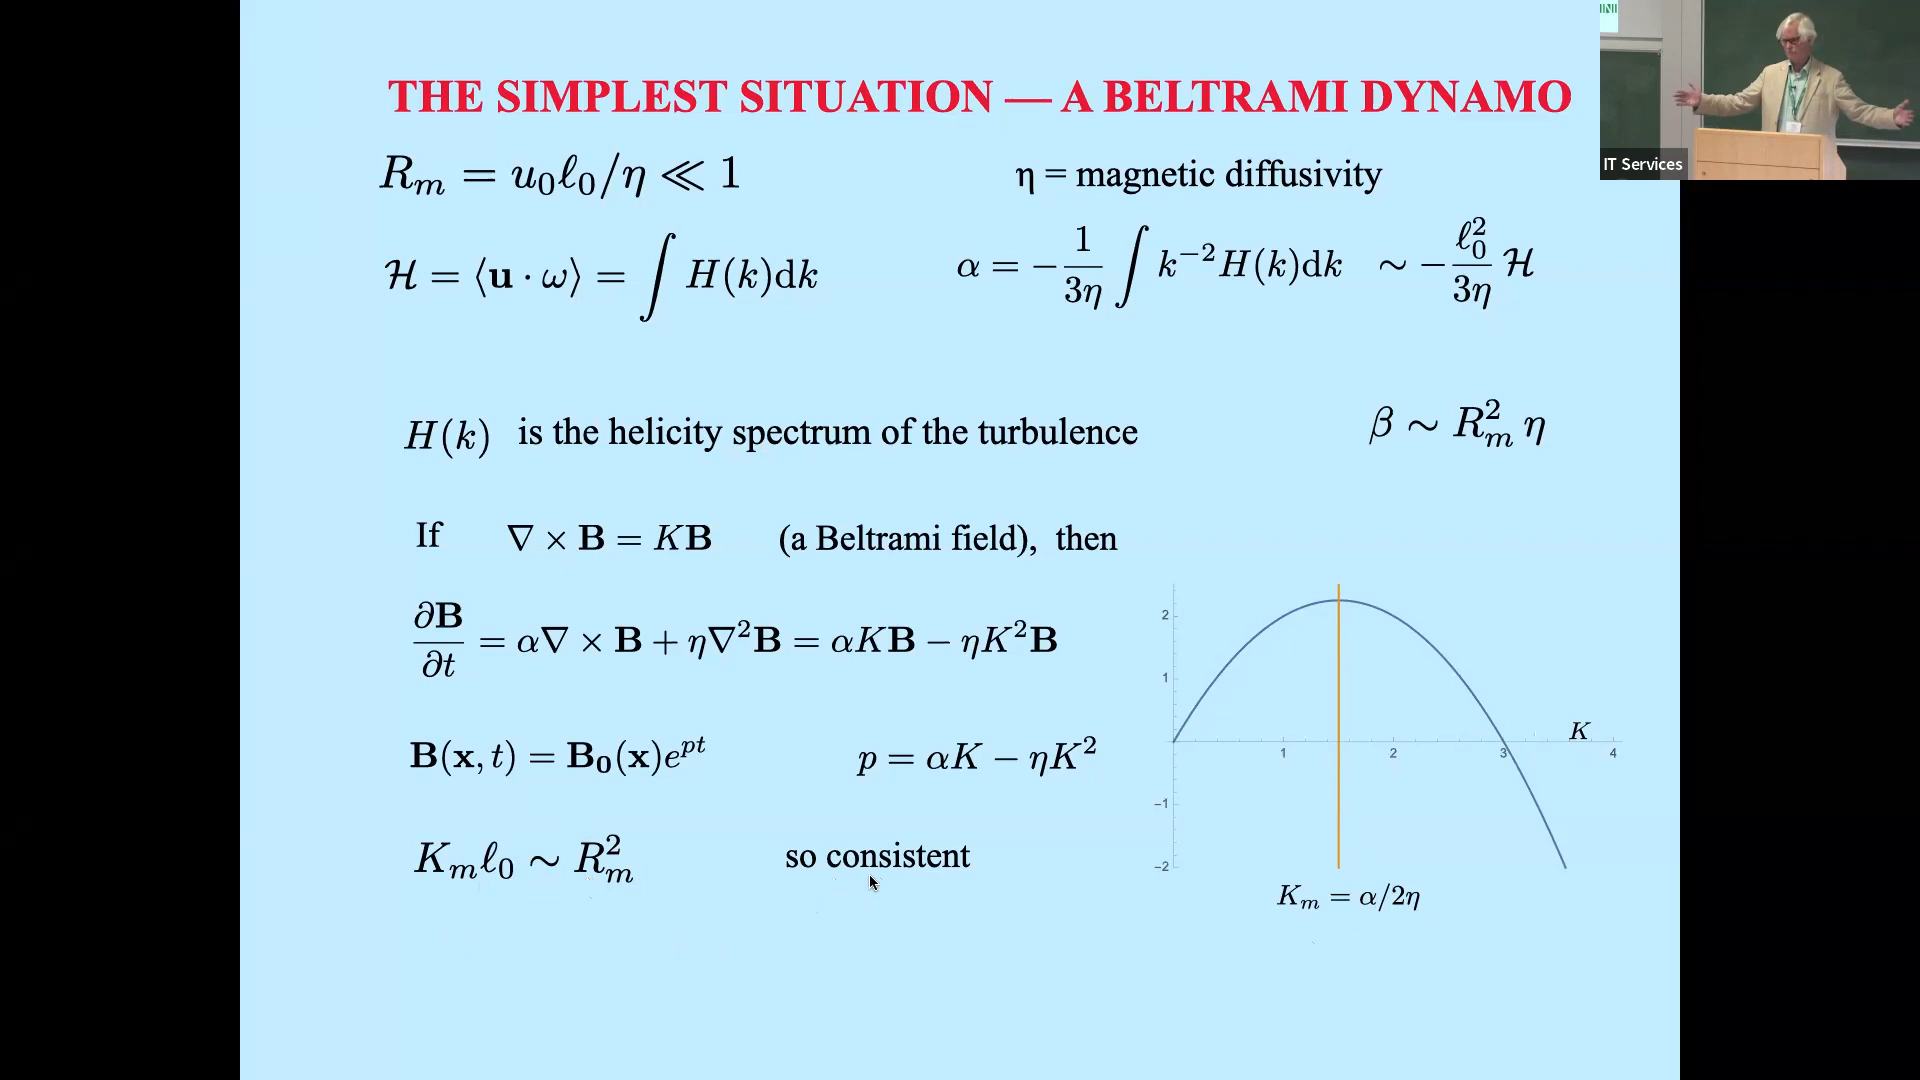 THE SIMPLEST SITUATION — A BELTRAMI DYNAMO
IT Services
R_m = u_0ℓ_0/η ≪ 1
η = magnetic diffusivity
ℋ = ⟨𝐮 · ω⟩ = ∫ H(k)dk
α = −\frac{1}{3η} ∫ k^{−2}H(k)dk ∼ −\frac{ℓ_0^2}{3η} ℋ
H(k) is the helicity spectrum of the turbulence
β ∼ R_m^2 η
If ∇ × 𝐁 = K𝐁 (a Beltrami field), then
\frac{∂𝐁}{∂t} = α∇ × 𝐁 + η∇^2𝐁 = αK𝐁 − ηK^2𝐁
𝐁(𝐱, t) = 𝐁_𝟎(𝐱)e^{pt}
p = αK − ηK^2
K_mℓ_0 ∼ R_m^2
so consistent
2
1
−1
−2
1 2 3 4
K
K_m = α/2η